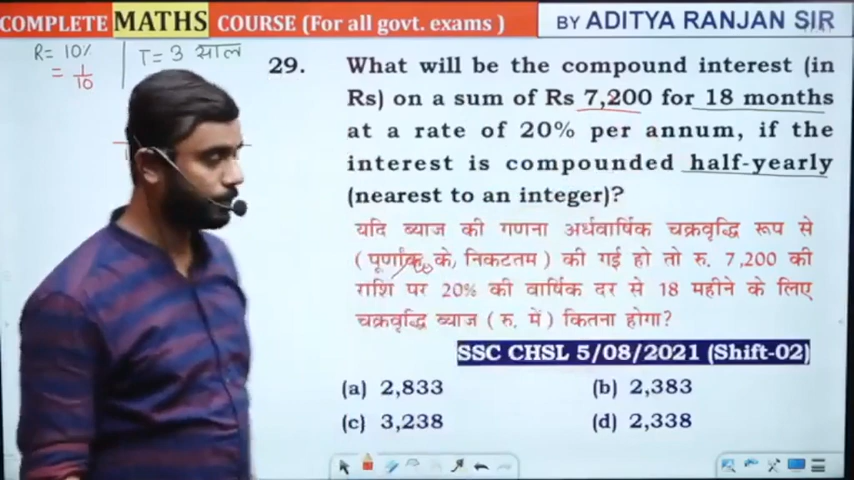 COMPLETE MATHS COURSE (For all govt. exams )
BY ADITYA RANJAN SIR
R= 10%
= 1/10
T= 3 साल
29. What will be the compound interest (in
Rs) on a sum of Rs 7,200 for 18 months
at a rate of 20% per annum, if the
interest is compounded half-yearly
(nearest to an integer)?
यदि ब्याज की गणना अर्धवार्षिक चक्रवृद्धि रूप से
( पूर्णांक के, निकटतम ) की गई हो तो रु. 7,200 की
राशि पर 20% की वार्षिक दर से 18 महीने के लिए
चक्रवृद्धि ब्याज ( रु. में ) कितना होगा?
SSC CHSL 5/08/2021 (Shift-02)
(a) 2,833
(b) 2,383
(c) 3,238
(d) 2,338